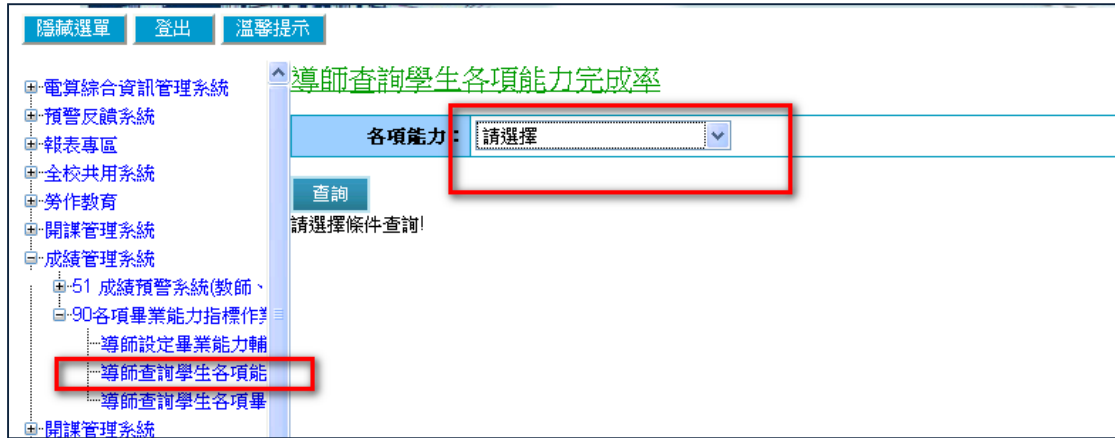 隱藏選單 登出 溫馨提示
電算綜合資訊管理系統
預警反饋系統
報表專區
全校共用系統
勞作教育
開課管理系統
成績管理系統
51 成績預警系統(教師、
90各項畢業能力指標作業
導師設定畢業能力輔
導師查詢學生各項能
導師查詢學生各項畢
開課管理系統
導師查詢學生各項能力完成率
各項能力： 請選擇
查詢
請選擇條件查詢!